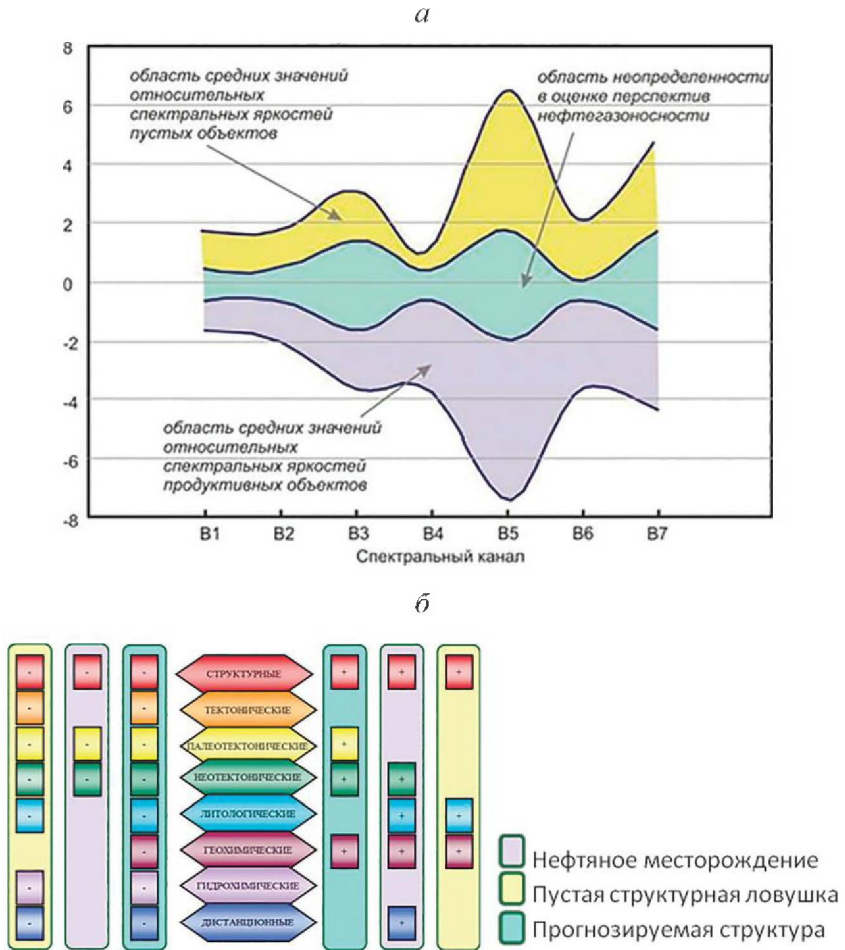 а
8
область средних значений
относительных
спектральных яркостей
пустых объектов
область неопределенности
в оценке перспектив
нефтегазоносности
6
4
2
0
-2
-4
область средних значений
относительных
спектральных яркостей
продуктивных объектов
-6
-8
B1 B2 B3 B4 B5 B6 B7
Спектральный канал
б
- - - СТРУКТУРНЫЕ + + +
- - ТЕКТОНИЧЕСКИЕ
- - - ПАЛЕОТЕКТОНИЧЕСКИЕ +
- - - НЕОТЕКТОНИЧЕСКИЕ + +
- - ЛИТОЛОГИЧЕСКИЕ + +
- ГЕОХИМИЧЕСКИЕ + + +
- - ГИДРОХИМИЧЕСКИЕ
- - ДИСТАНЦИОННЫЕ +
Нефтяное месторождение
Пустая структурная ловушка
Прогнозируемая структура